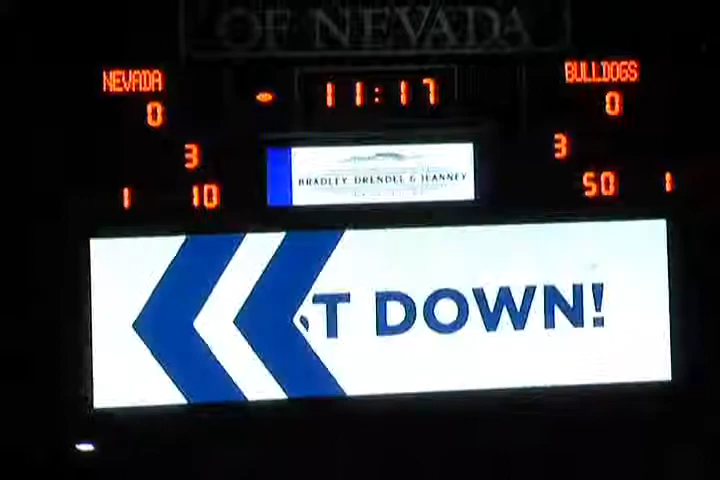 OF NEVADA
NEVADA 11:17 BULLDOGS
0 0
3 3
1 10 50 1
BRADLEY, DRENDEL & JEANNEY
T DOWN!